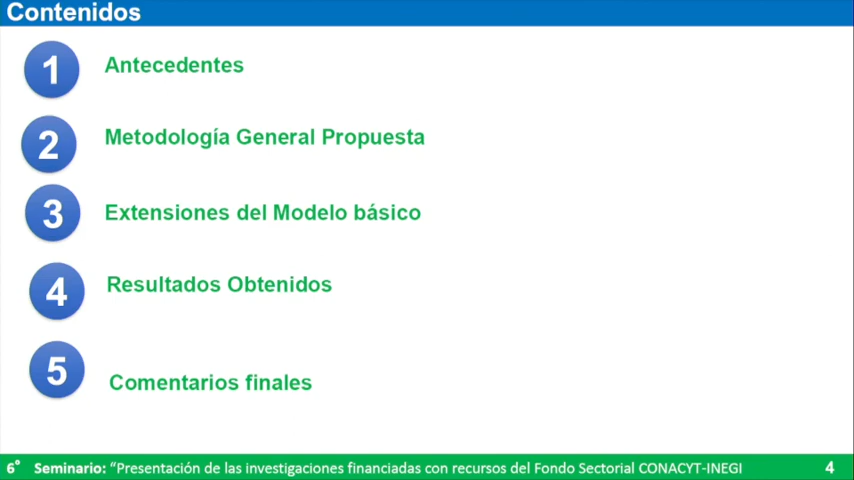 Contenidos
1 Antecedentes
2 Metodología General Propuesta
3 Extensiones del Modelo básico
4 Resultados Obtenidos
5 Comentarios finales
6° Seminario: “Presentación de las investigaciones financiadas con recursos del Fondo Sectorial CONACYT-INEGI 4